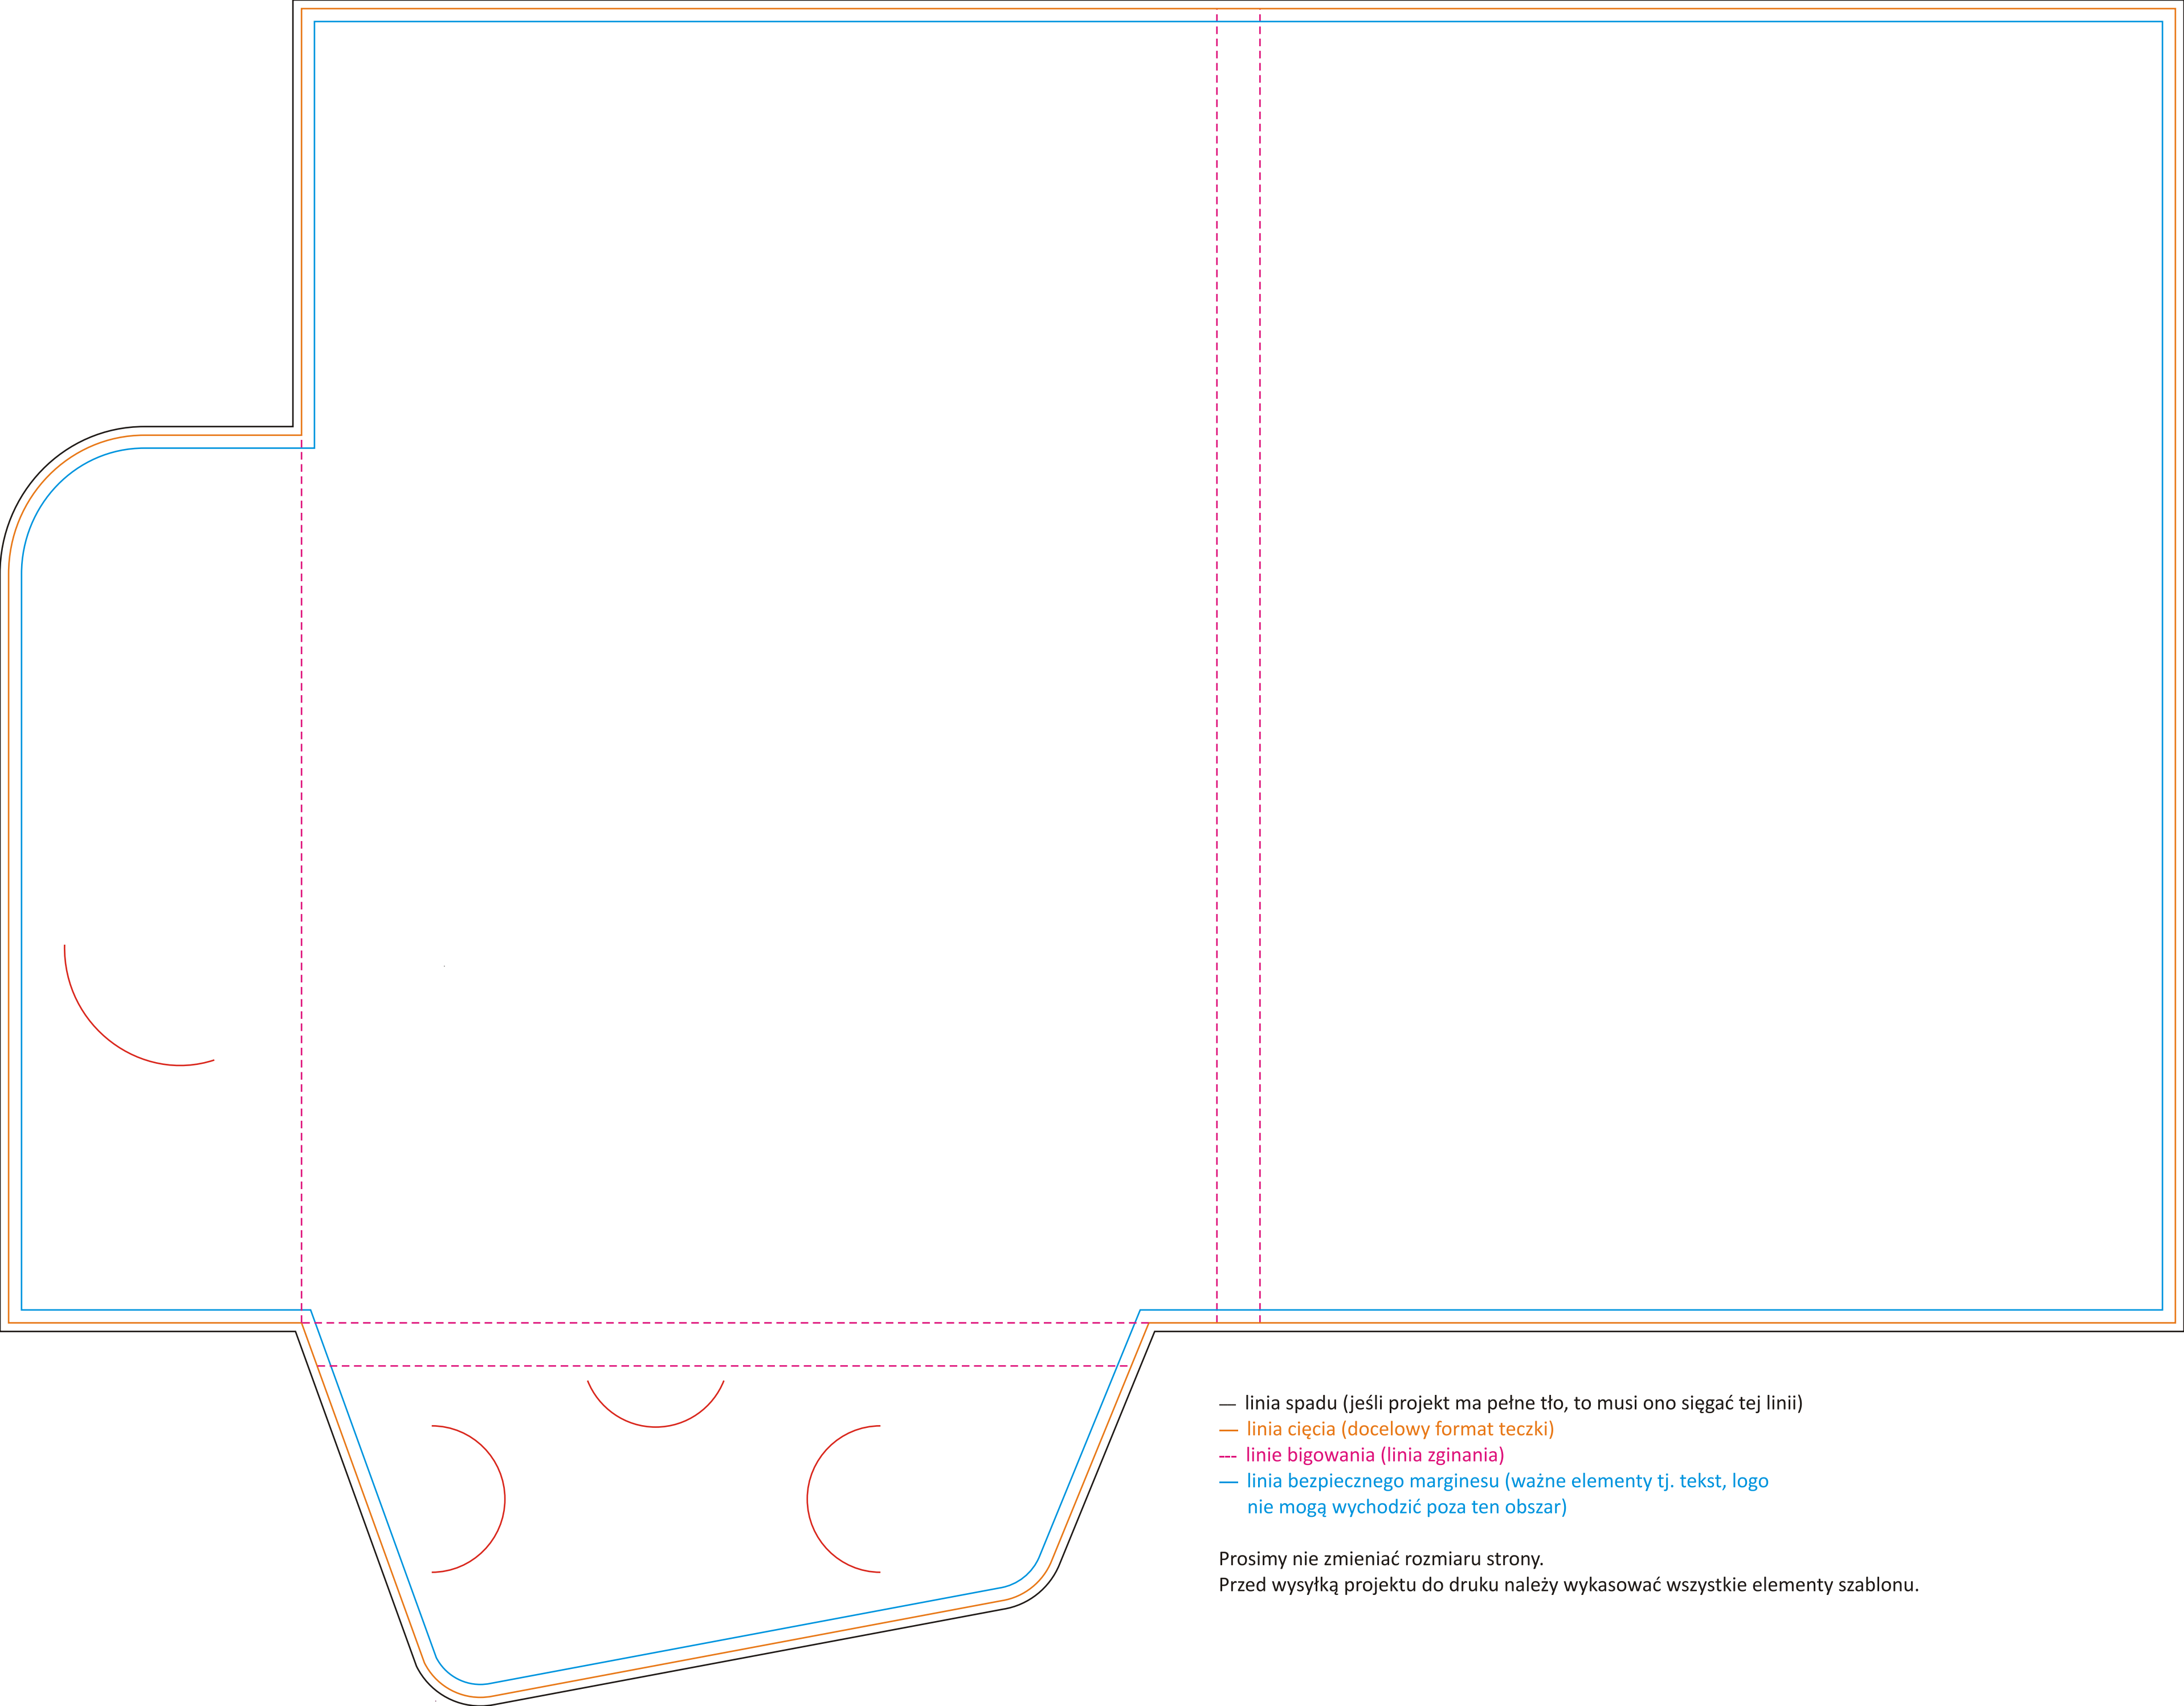 — linia spadu (jeśli projekt ma pełne tło, to musi ono sięgać tej linii)
— linia cięcia (docelowy format teczki)
--- linie bigowania (linia zginania)
— linia bezpiecznego marginesu (ważne elementy tj. tekst, logo
nie mogą wychodzić poza ten obszar)
Prosimy nie zmieniać rozmiaru strony.
Przed wysyłką projektu do druku należy wykasować wszystkie elementy szablonu.